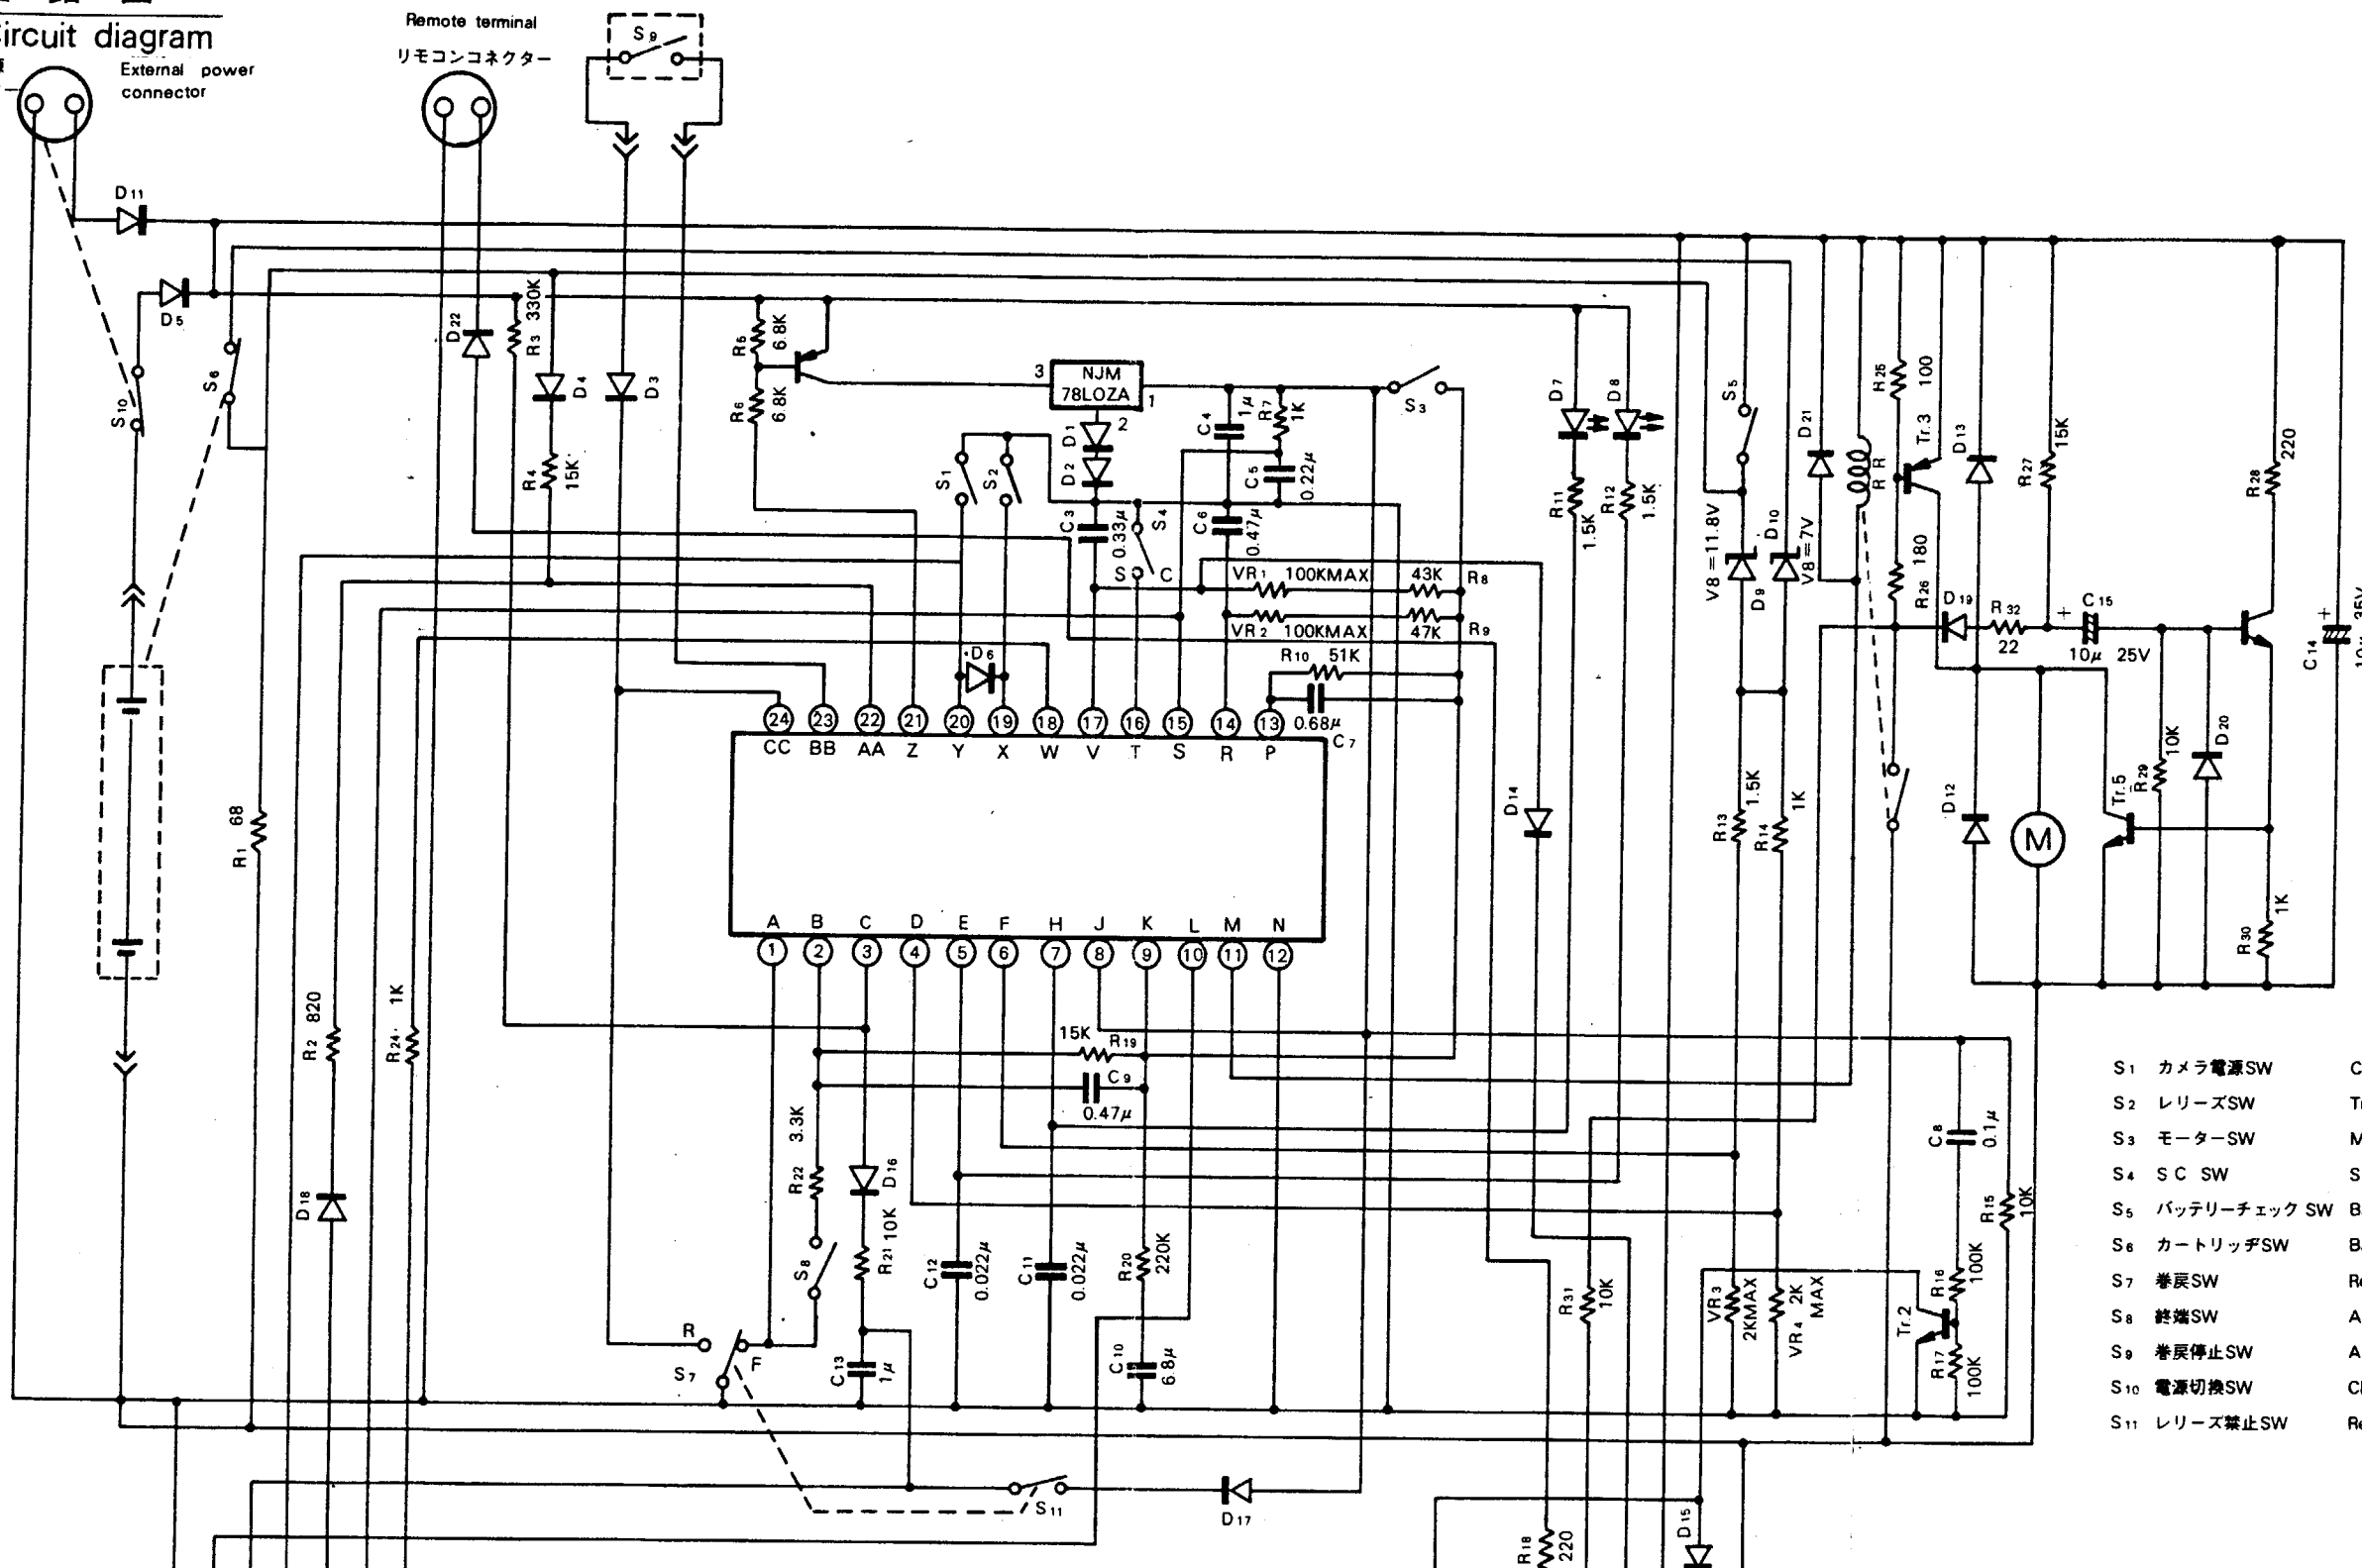 Circuit diagram
External power
connector
Remote terminal
リモコンコネクター
S9
D11
D5
S10
S6
D22
R3 330K
D4
R4
15K
D3
R5
6.8K
R6
6.8K
3
NJM
78LOZA
1
2
D1
D2
S1
S2
C3
0.33μ
S4
S
C
C4
1μ
R7
1K
C5
0.22μ
C6
0.47μ
S3
VR1 100KMAX 43K R8
VR2 100KMAX 47K R9
D6
R10 51K
0.68μ
C7
D7
D8
R11
1.5K
R12
1.5K
S5
V8=11.8V
D9
D10
V8=7V
D21
RR
R25
100
Tr.3
R26
180
D13
R27
15K
R28
220
D19
R32
22
+
C15
10μ 25V
+
C14
35V
D12
M
Tr.5
R29
10K
D20
R30
1K
24 23 22 21 20 19 18 17 16 15 14 13
CC BB AA Z Y X W V T S R P
A B C D E F H J K L M N
1 2 3 4 5 6 7 8 9 10 11 12
D14
R13
1.5K
R14
1K
R1
68
R2 820
R24 1K
D18
15K R19
C9
0.47μ
3.3K
R22
D16
R21 10K
S8
C12
0.022μ
C11
0.022μ
R20
220K
C10
6.8μ
C13
1μ
R
S7
F
S11
D17
R31
10K
VR3
2KMAX
VR4
2K
MAX
C8
0.1μ
R15
10K
R16
100K
Tr.2
R17
100K
R18
220
D15
S1 カメラ電源SW
S2 レリーズSW
S3 モーターSW
S4 SC SW
S5 バッテリーチェック SW
S6 カートリッヂSW
S7 巻戻SW
S8 終端SW
S9 巻戻停止SW
S10 電源切換SW
S11 レリーズ禁止SW